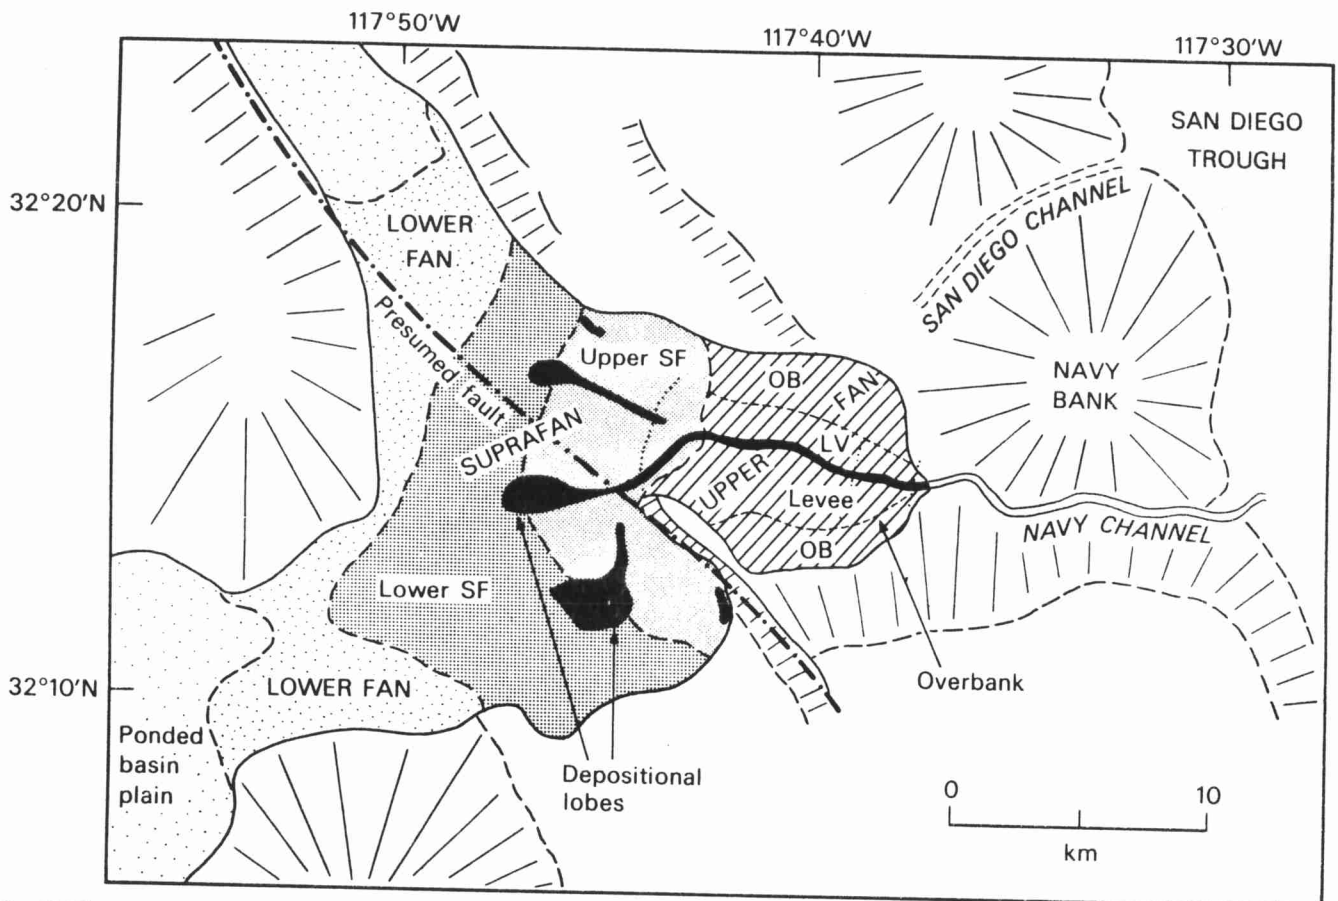 117°50′W
117°40′W
117°30′W
SAN DIEGO
TROUGH
SAN DIEGO CHANNEL
32°20′N
LOWER
FAN
Presumed fault
Upper SF
OB
FAN
NAVY
BANK
SUPRAFAN
LV
UPPER
Levee
NAVY CHANNEL
OB
Lower SF
Overbank
32°10′N
LOWER FAN
Ponded
basin
plain
Depositional
lobes
0 10
km